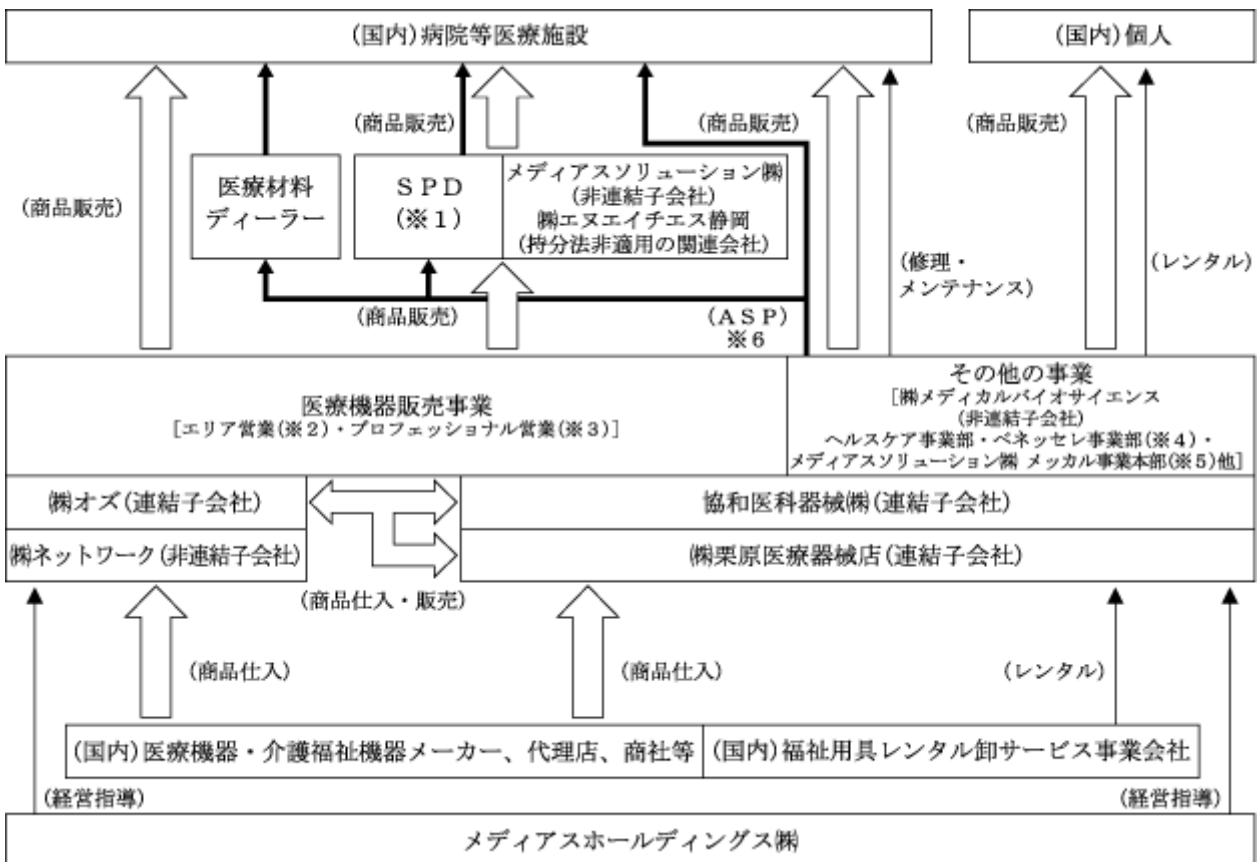 (国内)病院等医療施設
(国内)個人
(商品販売)
(商品販売)
(商品販売)
(商品販売)
医療材料
ディーラー
SPD
(※1)
メディアスソリューション㈱
(非連結子会社)
㈱エヌエイチエス静岡
(持分法非適用の関連会社)
(修理・
メンテナンス)
(レンタル)
(商品販売)
(ASP)
※6
医療機器販売事業
[エリア営業(※2)・プロフェッショナル営業(※3)]
その他の事業
[㈱メディカルバイオサイエンス
(非連結子会社)
ヘルスケア事業部・ベネッセレ事業部(※4)・
メディアスソリューション㈱ メッカル事業本部(※5)他]
㈱オズ(連結子会社)
協和医科器械㈱(連結子会社)
㈱ネットワーク(非連結子会社)
㈱栗原医療器械店(連結子会社)
(商品仕入・販売)
(商品仕入)
(商品仕入)
(レンタル)
(国内)医療機器・介護福祉機器メーカー、代理店、商社等
(国内)福祉用具レンタル卸サービス事業会社
(経営指導)
(経営指導)
メディアスホールディングス㈱